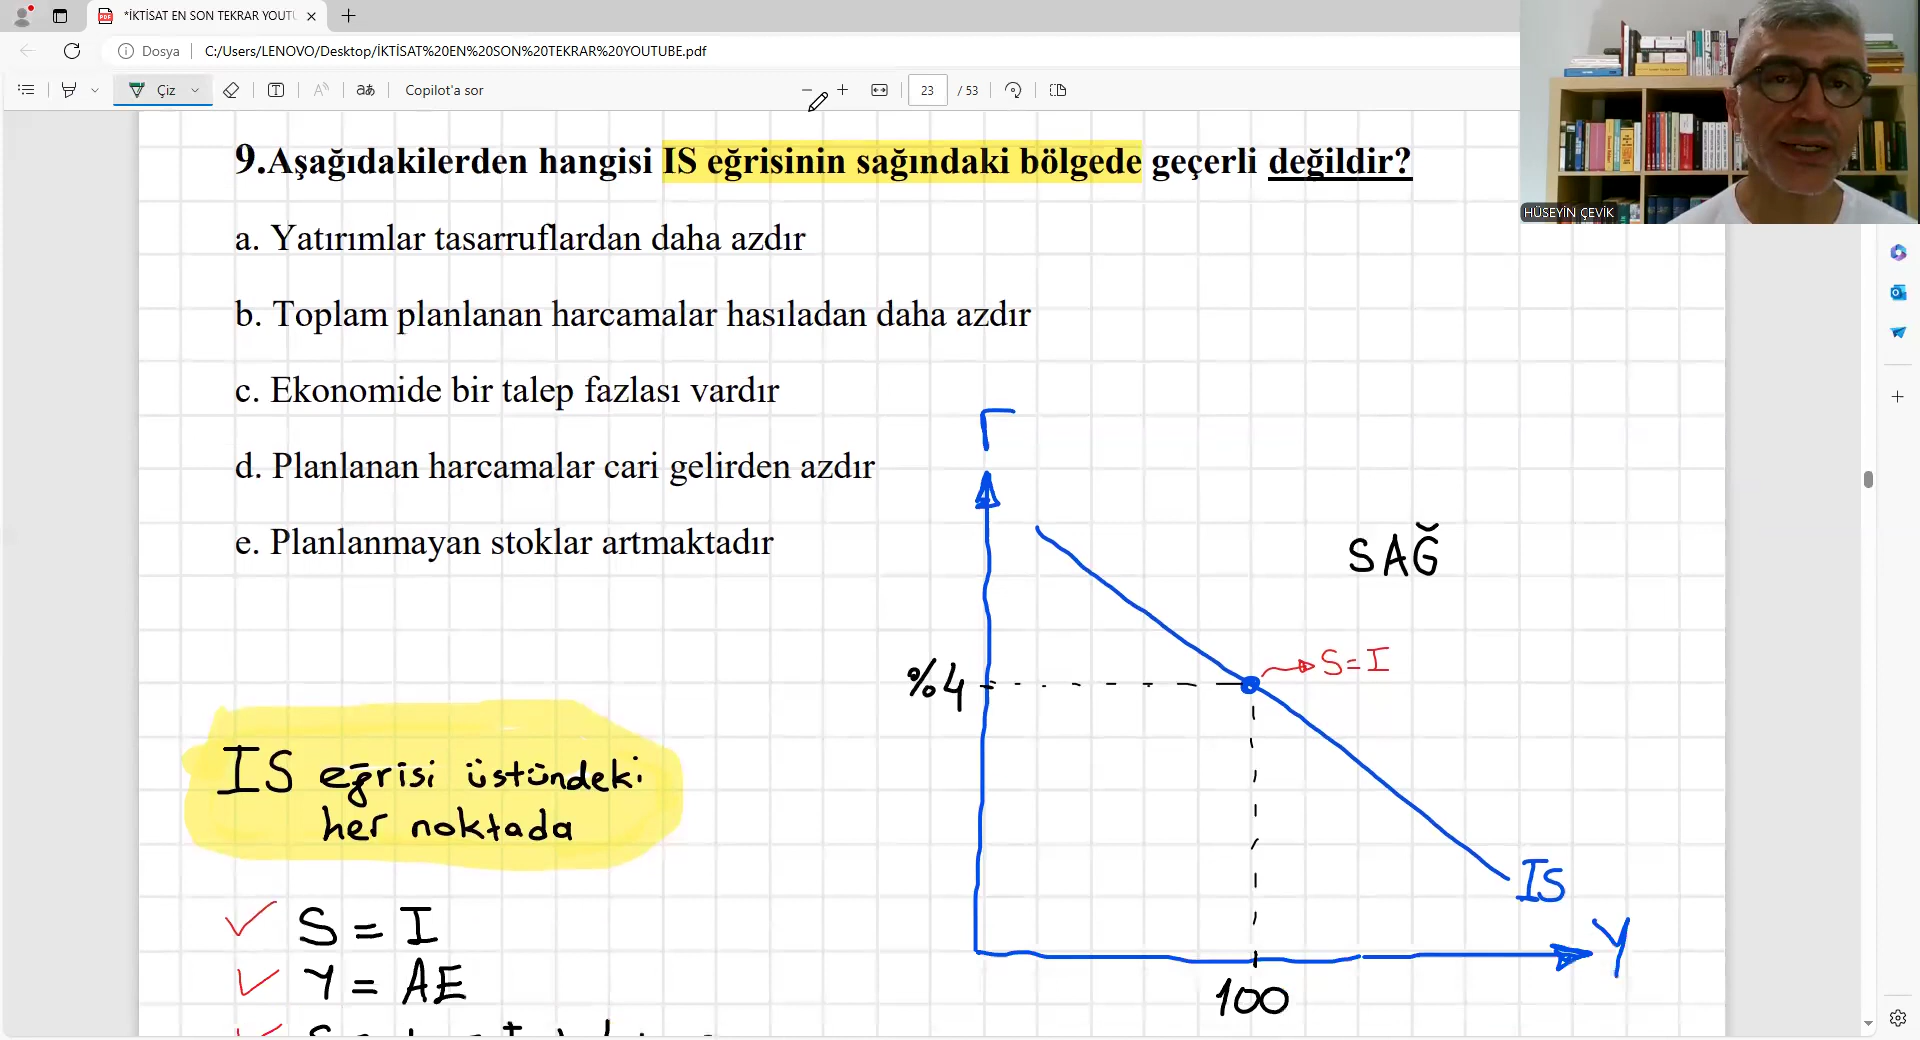 *İKTİSAT EN SON TEKRAR YOUTU
Dosya
C:/Users/LENOVO/Desktop/İKTİSAT%20EN%20SON%20TEKRAR%20YOUTUBE.pdf
Çiz
Copilot'a sor
23 / 53
HÜSEYİN ÇEVİK
9.Aşağıdakilerden hangisi IS eğrisinin sağındaki bölgede geçerli değildir?
a. Yatırımlar tasarruflardan daha azdır
b. Toplam planlanan harcamalar hasıladan daha azdır
c. Ekonomide bir talep fazlası vardır
d. Planlanan harcamalar cari gelirden azdır
e. Planlanmayan stoklar artmaktadır
r
SAĞ
S=I
%4
IS
Y
100
IS eğrisi üstündeki
her noktada
S = I
Y = AE